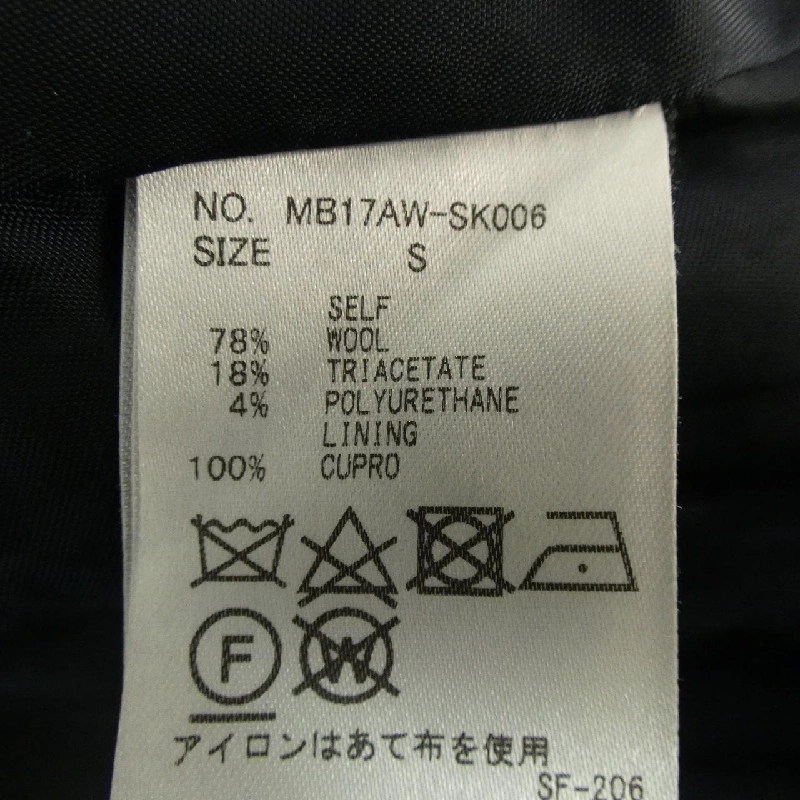 NO. MB17AW-SK006
SIZE S
SELF
78% WOOL
18% TRIACETATE
4% POLYURETHANE
LINING
100% CUPRO
F W
アイロンはあて布を使用
SF-206